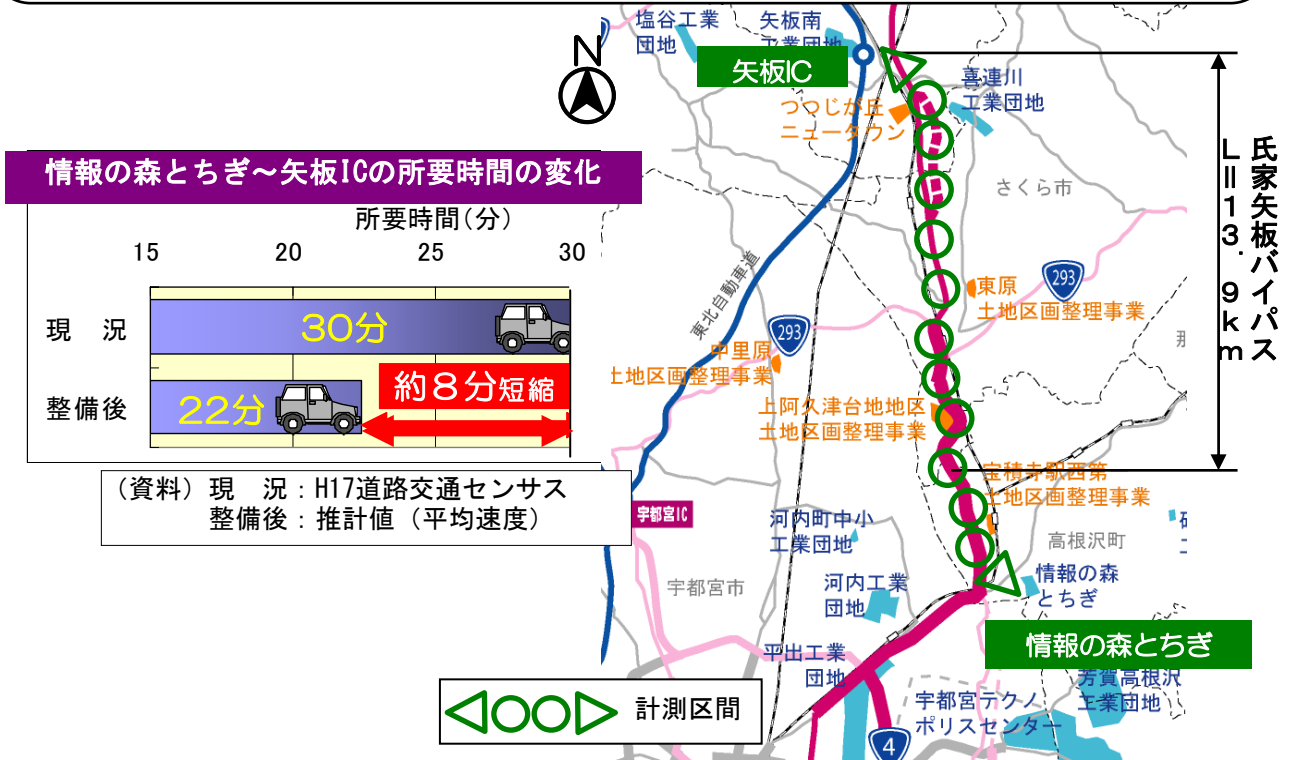 情報の森とちぎ～矢板ICの所要時間の変化
所要時間（分）
15 20 25 30
現　況
30分
整備後
22分
約８分短縮
（資料）現　況：H17道路交通センサス
整備後：推計値（平均速度）
N
塩谷工業
団地
矢板南
工業団地
矢板IC
喜連川
工業団地
つつじが丘
ニュータウン
さくら市
氏家矢板バイパス
L＝13．9km
東北自動車道
293
東原
土地区画整理事業
293
中里原
土地区画整理事業
上阿久津台地地区
土地区画整理事業
宝積寺駅西第
土地区画整理事業
宇都宮IC
河内町中小
工業団地
高根沢町
宇都宮市
河内工業
団地
情報の森
とちぎ
情報の森とちぎ
平出工業
団地
芳賀高根沢
工業団地
宇都宮テクノ
ポリスセンター
4
計測区間